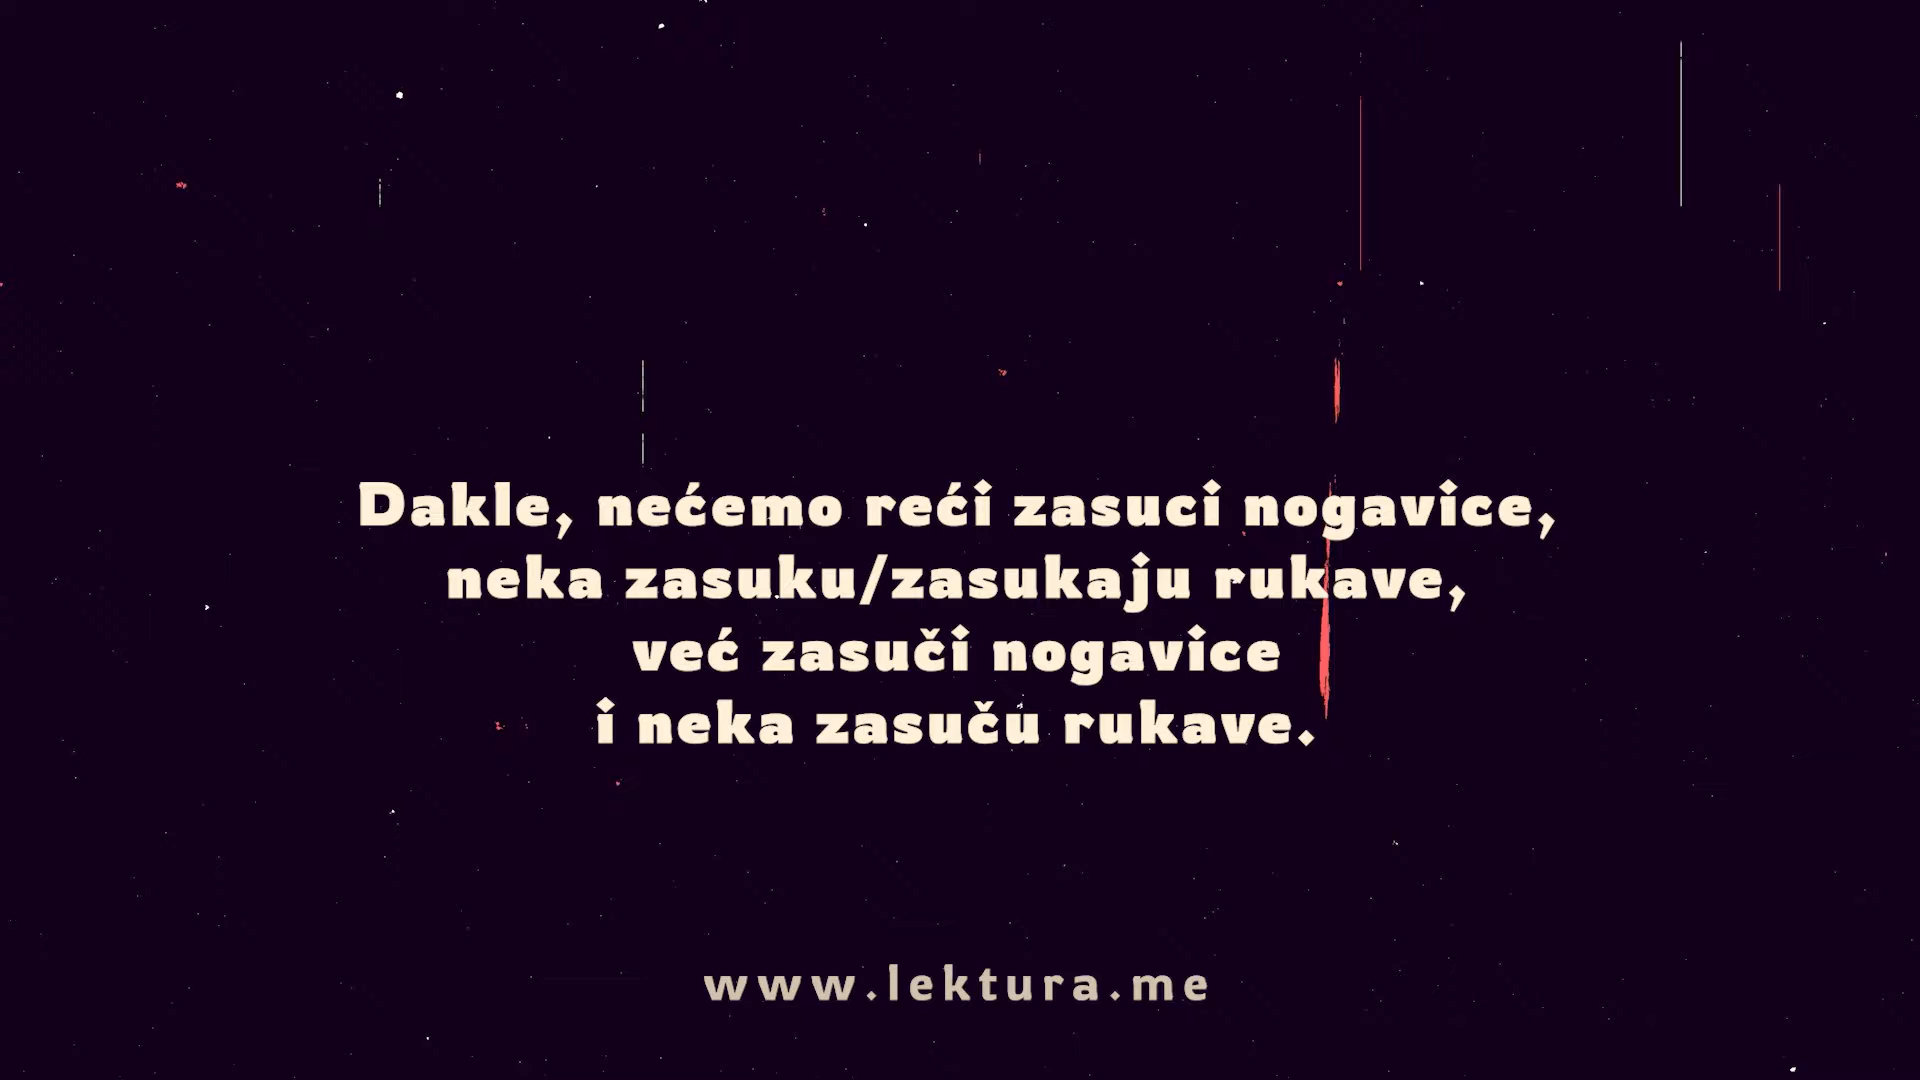 Dakle, nećemo reći zasuci nogavice,
neka zasuku/zasukaju rukave,
već zasuči nogavice
i neka zasuču rukave.
www.lektura.me